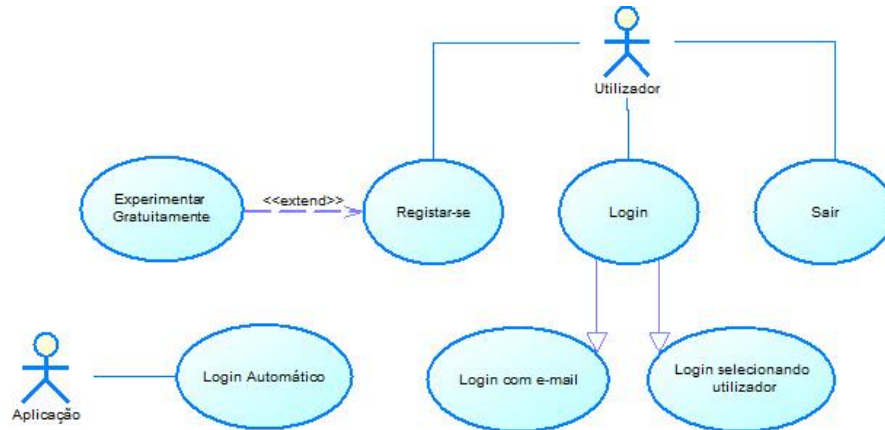 Utilizador
Experimentar
Gratuitamente
<<extend>>
Registar-se
Login
Sair
Aplicação
Login Automático
Login com e-mail
Login selecionando
utilizador